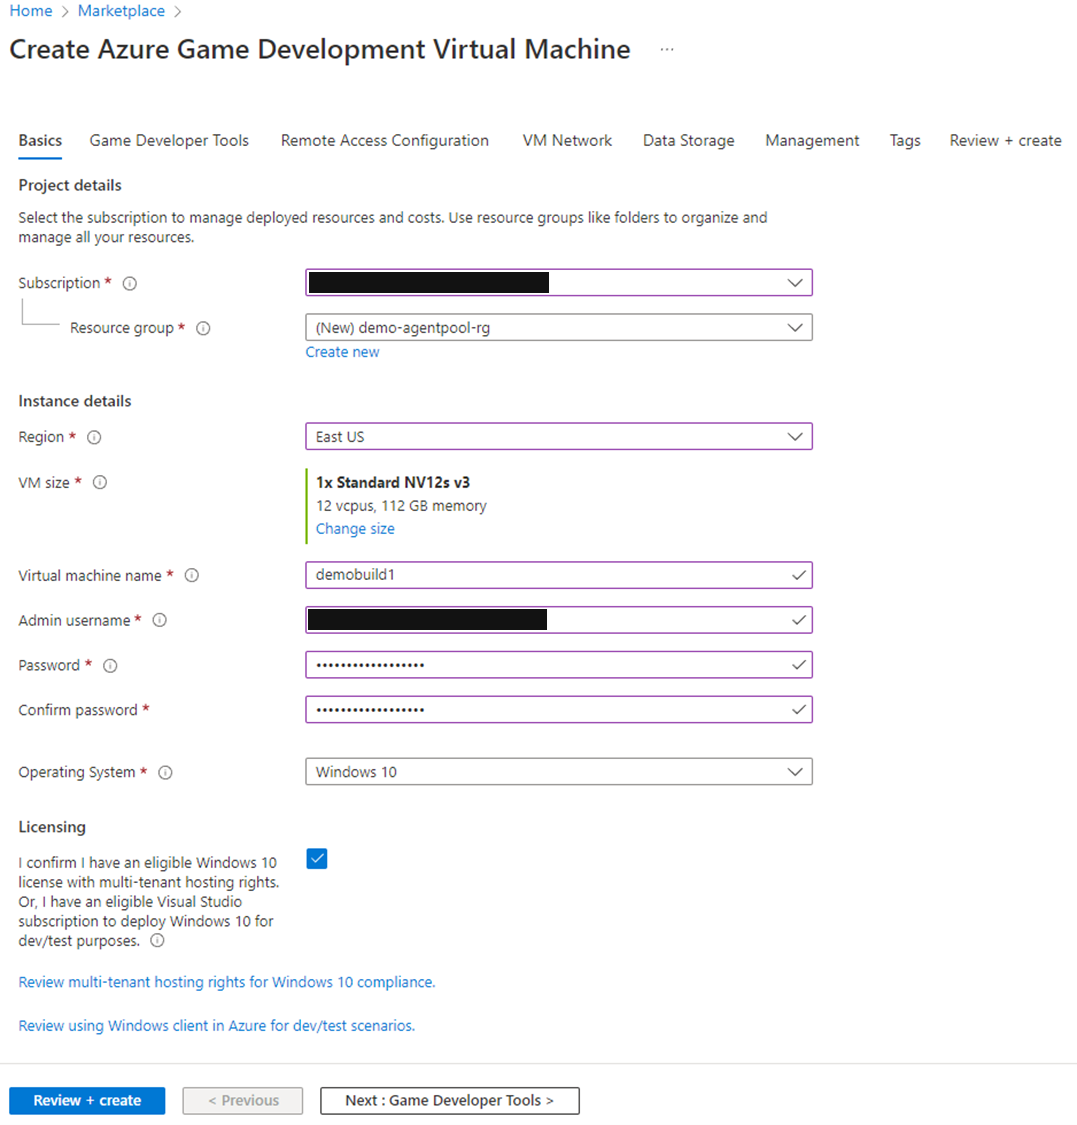 Home > Marketplace >
Create Azure Game Development Virtual Machine ...
Basics Game Developer Tools Remote Access Configuration VM Network Data Storage Management Tags Review + create
Project details
Select the subscription to manage deployed resources and costs. Use resource groups like folders to organize and
manage all your resources.
Subscription *
Resource group * (New) demo-agentpool-rg
Create new
Instance details
Region * East US
VM size * 1x Standard NV12s v3
12 vcpus, 112 GB memory
Change size
Virtual machine name * demobuild1
Admin username *
Password * ••••••••••••••••••
Confirm password * ••••••••••••••••••
Operating System * Windows 10
Licensing
I confirm I have an eligible Windows 10
license with multi-tenant hosting rights.
Or, I have an eligible Visual Studio
subscription to deploy Windows 10 for
dev/test purposes.
Review multi-tenant hosting rights for Windows 10 compliance.
Review using Windows client in Azure for dev/test scenarios.
Review + create < Previous Next : Game Developer Tools >